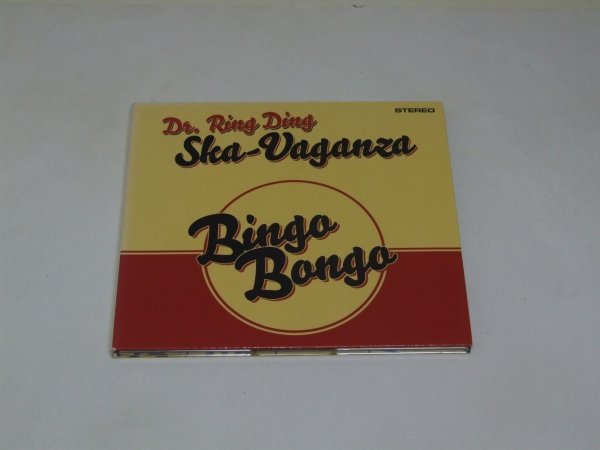 STEREO
Dr. Ring Ding
Ska-Vaganza
Bingo
Bongo